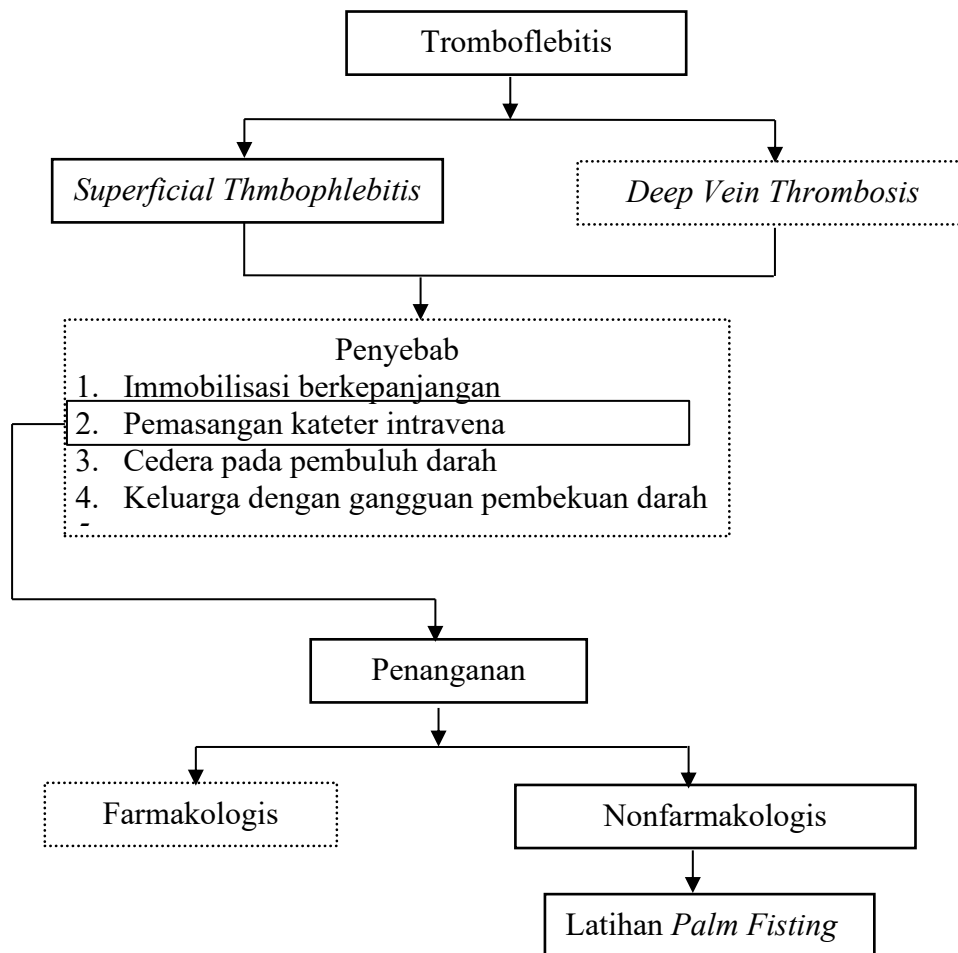 Tromboflebitis
Superficial Thmbophlebitis
Deep Vein Thrombosis
Penyebab
1. Immobilisasi berkepanjangan
2. Pemasangan kateter intravena
3. Cedera pada pembuluh darah
4. Keluarga dengan gangguan pembekuan darah
Penanganan
Farmakologis
Nonfarmakologis
Latihan Palm Fisting